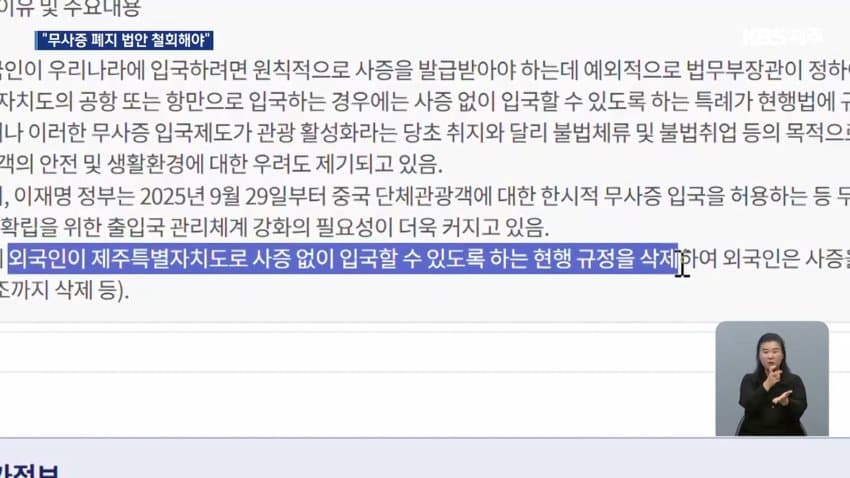 이유 및 주요내용
"무사증 폐지 법안 철회해야"
KBS제주
국인이 우리나라에 입국하려면 원칙적으로 사증을 발급받아야 하는데 예외적으로 법무부장관이 정하여
자치도의 공항 또는 항만으로 입국하는 경우에는 사증 없이 입국할 수 있도록 하는 특례가 현행법에 규
나 이러한 무사증 입국제도가 관광 활성화라는 당초 취지와 달리 불법체류 및 불법취업 등의 목적으로
객의 안전 및 생활환경에 대한 우려도 제기되고 있음.
, 이재명 정부는 2025년 9월 29일부터 중국 단체관광객에 대한 한시적 무사증 입국을 허용하는 등 무
확립을 위한 출입국 관리체계 강화의 필요성이 더욱 커지고 있음.
외국인이 제주특별자치도로 사증 없이 입국할 수 있도록 하는 현행 규정을 삭제하여 외국인은 사증을
조까지 삭제 등).